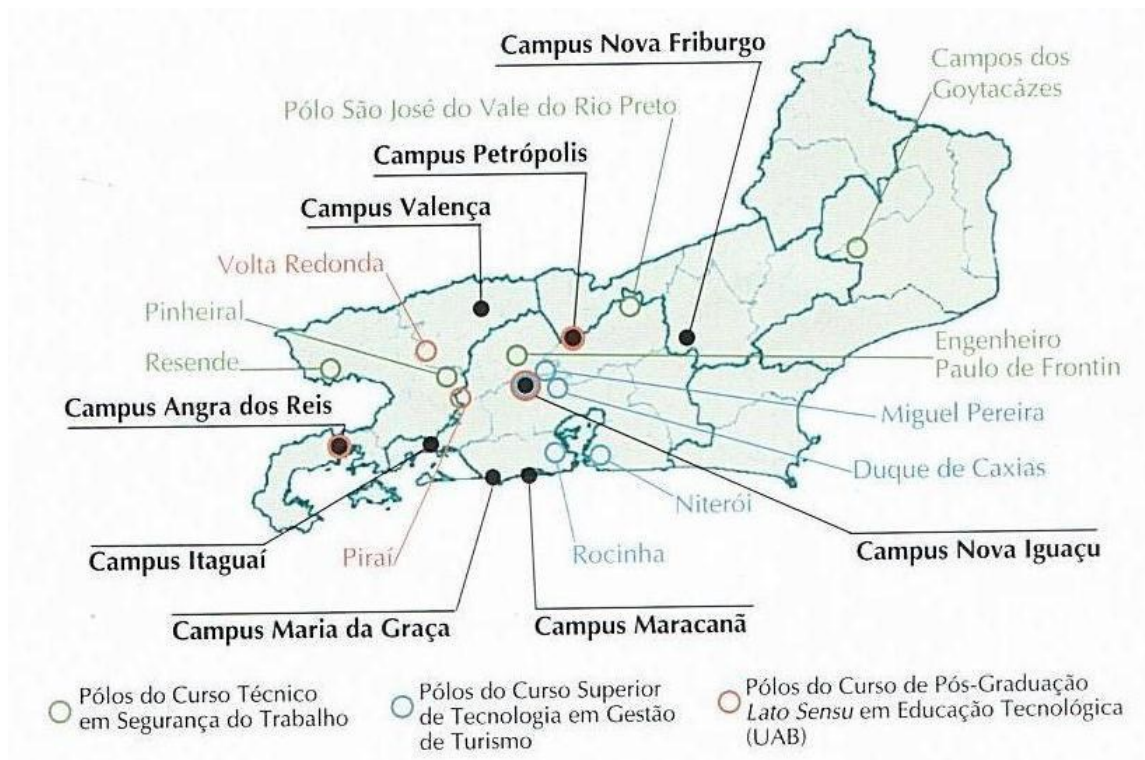 Campus Nova Friburgo
Campos dos
Goytacázes
Pólo São José do Vale do Rio Preto
Campus Petrópolis
Campus Valença
Volta Redonda
Pinheiral
Resende
Engenheiro
Paulo de Frontin
Campus Angra dos Reis
Miguel Pereira
Duque de Caxias
Niterói
Campus Itaguaí
Piraí
Rocinha
Campus Nova Iguaçu
Campus Maria da Graça
Campus Maracanã
Pólos do Curso Técnico
em Segurança do Trabalho
Pólos do Curso Superior
de Tecnologia em Gestão
de Turismo
Pólos do Curso de Pós-Graduação
Lato Sensu em Educação Tecnológica
(UAB)